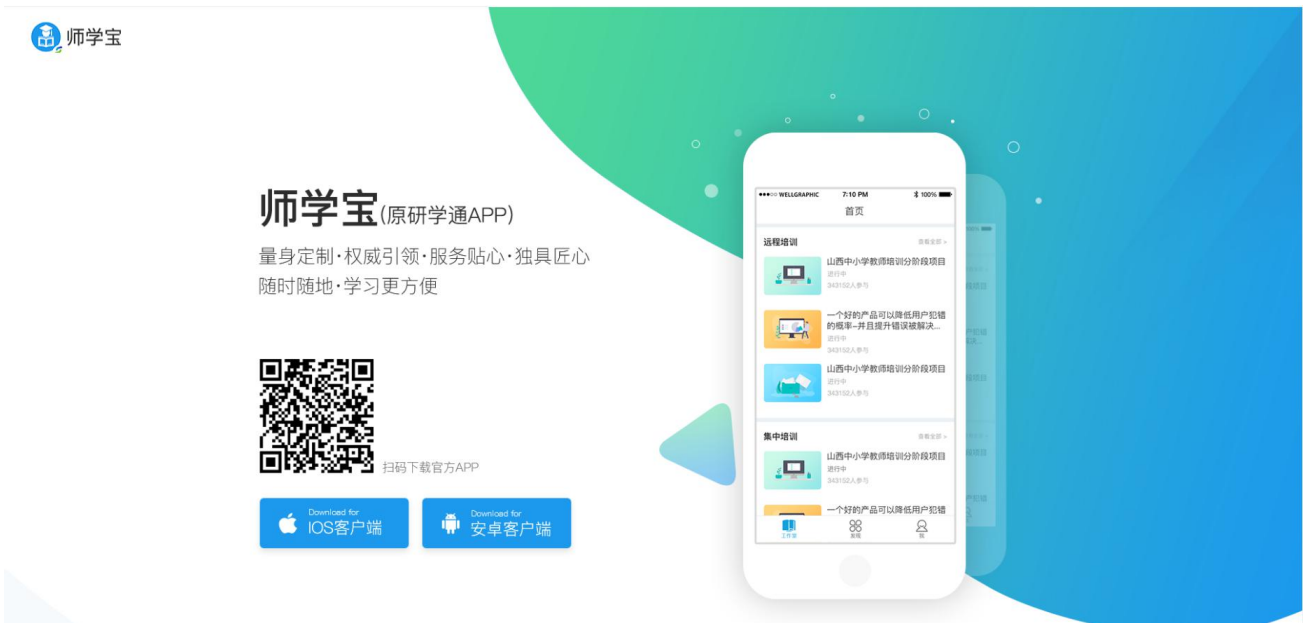 师学宝
师学宝(原研学通APP)
量身定制·权威引领·服务贴心·独具匠心
随时随地·学习更方便
扫码下载官方APP
Download for
IOS客户端
Download for
安卓客户端
●●●○○ WELLGRAPHIC 7:10 PM 100%
首页
远程培训 查看全部 >
山西中小学教师培训分阶段项目
进行中
343152人参与
一个好的产品可以降低用户犯错
的概率–并且提升错误被解决...
进行中
343152人参与
山西中小学教师培训分阶段项目
进行中
343152人参与
集中培训 查看全部 >
山西中小学教师培训分阶段项目
进行中
343152人参与
一个好的产品可以降低用户犯错
工作室 发现 我